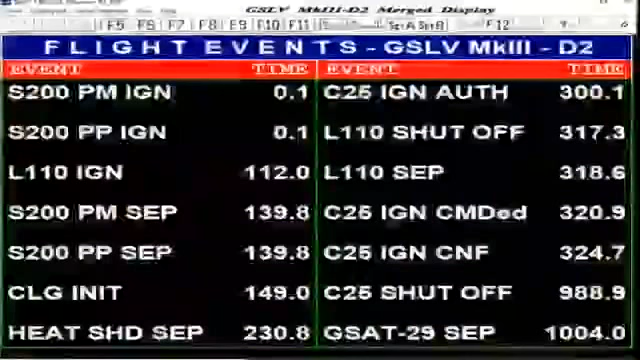 GSLV MkIII-D2 Merged Display
F5 F6 F7 F8 F9 F10 F11 F12
FLIGHT EVENTS - GSLV MkIII - D2
EVENT TIME EVENT TIME
S200 PM IGN 0.1 C25 IGN AUTH 300.1
S200 PP IGN 0.1 L110 SHUT OFF 317.3
L110 IGN 112.0 L110 SEP 318.6
S200 PM SEP 139.8 C25 IGN CMDed 320.9
S200 PP SEP 139.8 C25 IGN CNF 324.7
CLG INIT 149.0 C25 SHUT OFF 988.9
HEAT SHD SEP 230.8 GSAT-29 SEP 1004.0